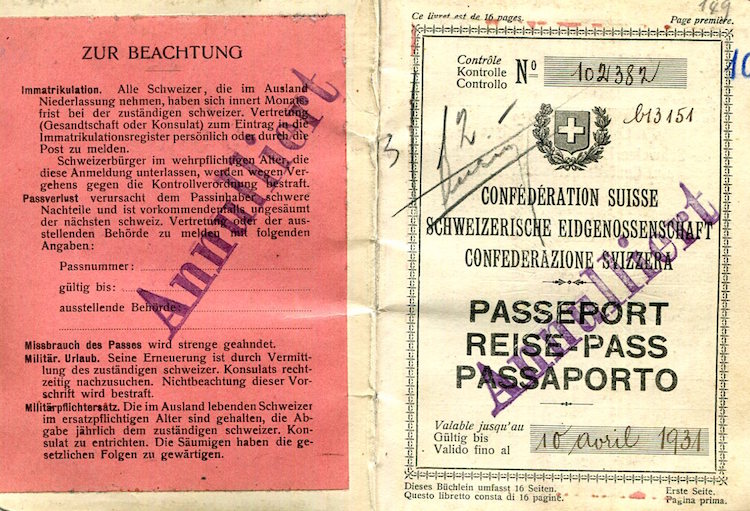 ZUR BEACHTUNG
Immatrikulation. Alle Schweizer, die im Ausland
Niederlassung nehmen, haben sich innert Monats-
frist bei der zuständigen schweizer. Vertretung
(Gesandtschaft oder Konsulat) zum Eintrag in die
Immatrikulationsregister persönlich oder durch die
Post zu melden.
Schweizerbürger im wehrpflichtigen Alter, die
diese Anmeldung unterlassen, werden wegen Ver-
gehens gegen die Kontrollverordnung bestraft.
Passverlust verursacht dem Passinhaber schwere
Nachteile und ist vorkommendenfalls ungesäumt
der nächsten schweiz. Vertretung oder der aus-
stellenden Behörde zu melden mit folgenden
Angaben:
Passnummer:
gültig bis:
ausstellende Behörde:
Missbrauch des Passes wird strenge geahndet.
Militär. Urlaub. Seine Erneuerung ist durch Vermitt-
lung des zuständigen schweizer. Konsulats recht-
zeitig nachzusuchen. Nichtbeachtung dieser Vor-
schrift wird bestraft.
Militärpflichtersatz. Die im Ausland lebenden Schweizer
im ersatzpflichtigen Alter sind gehalten, die Ab-
gabe jährlich dem zuständigen schweizer. Kon-
sulat zu entrichten. Die Säumigen haben die ge-
setzlichen Folgen zu gewärtigen.
Annulliert
Ce livret est de 16 pages. Page première.
149
10
Contrôle
Kontrolle Nº 102382
Controllo
613151
3 12.-
CONFÉDÉRATION SUISSE
SCHWEIZERISCHE EIDGENOSSENSCHAFT
CONFEDERAZIONE SVIZZERA
PASSEPORT
REISE-PASS
PASSAPORTO
Annulliert
Valable jusqu'au
Gültig bis 10 avril 1931
Valido fino al
Dieses Büchlein umfasst 16 Seiten. Erste Seite.
Questo libretto consta di 16 pagine. Pagina prima.